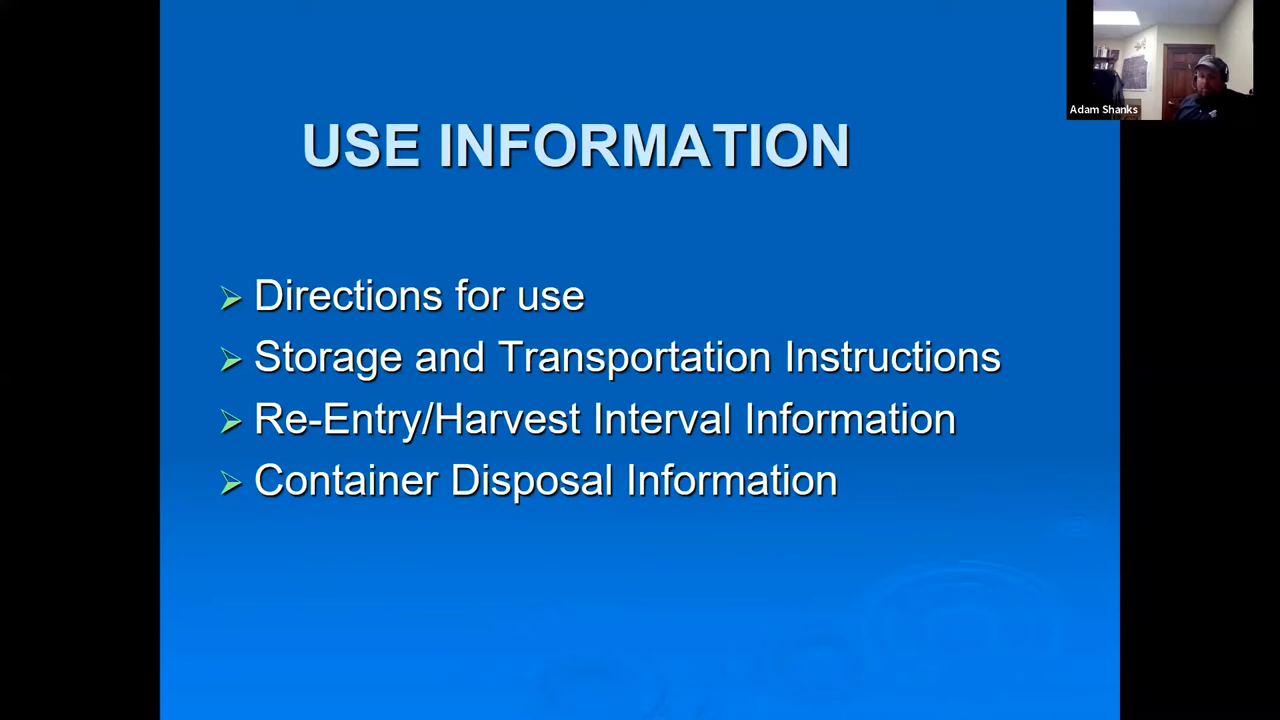 USE INFORMATION
Directions for use
Storage and Transportation Instructions
Re-Entry/Harvest Interval Information
Container Disposal Information
Adam Shanks